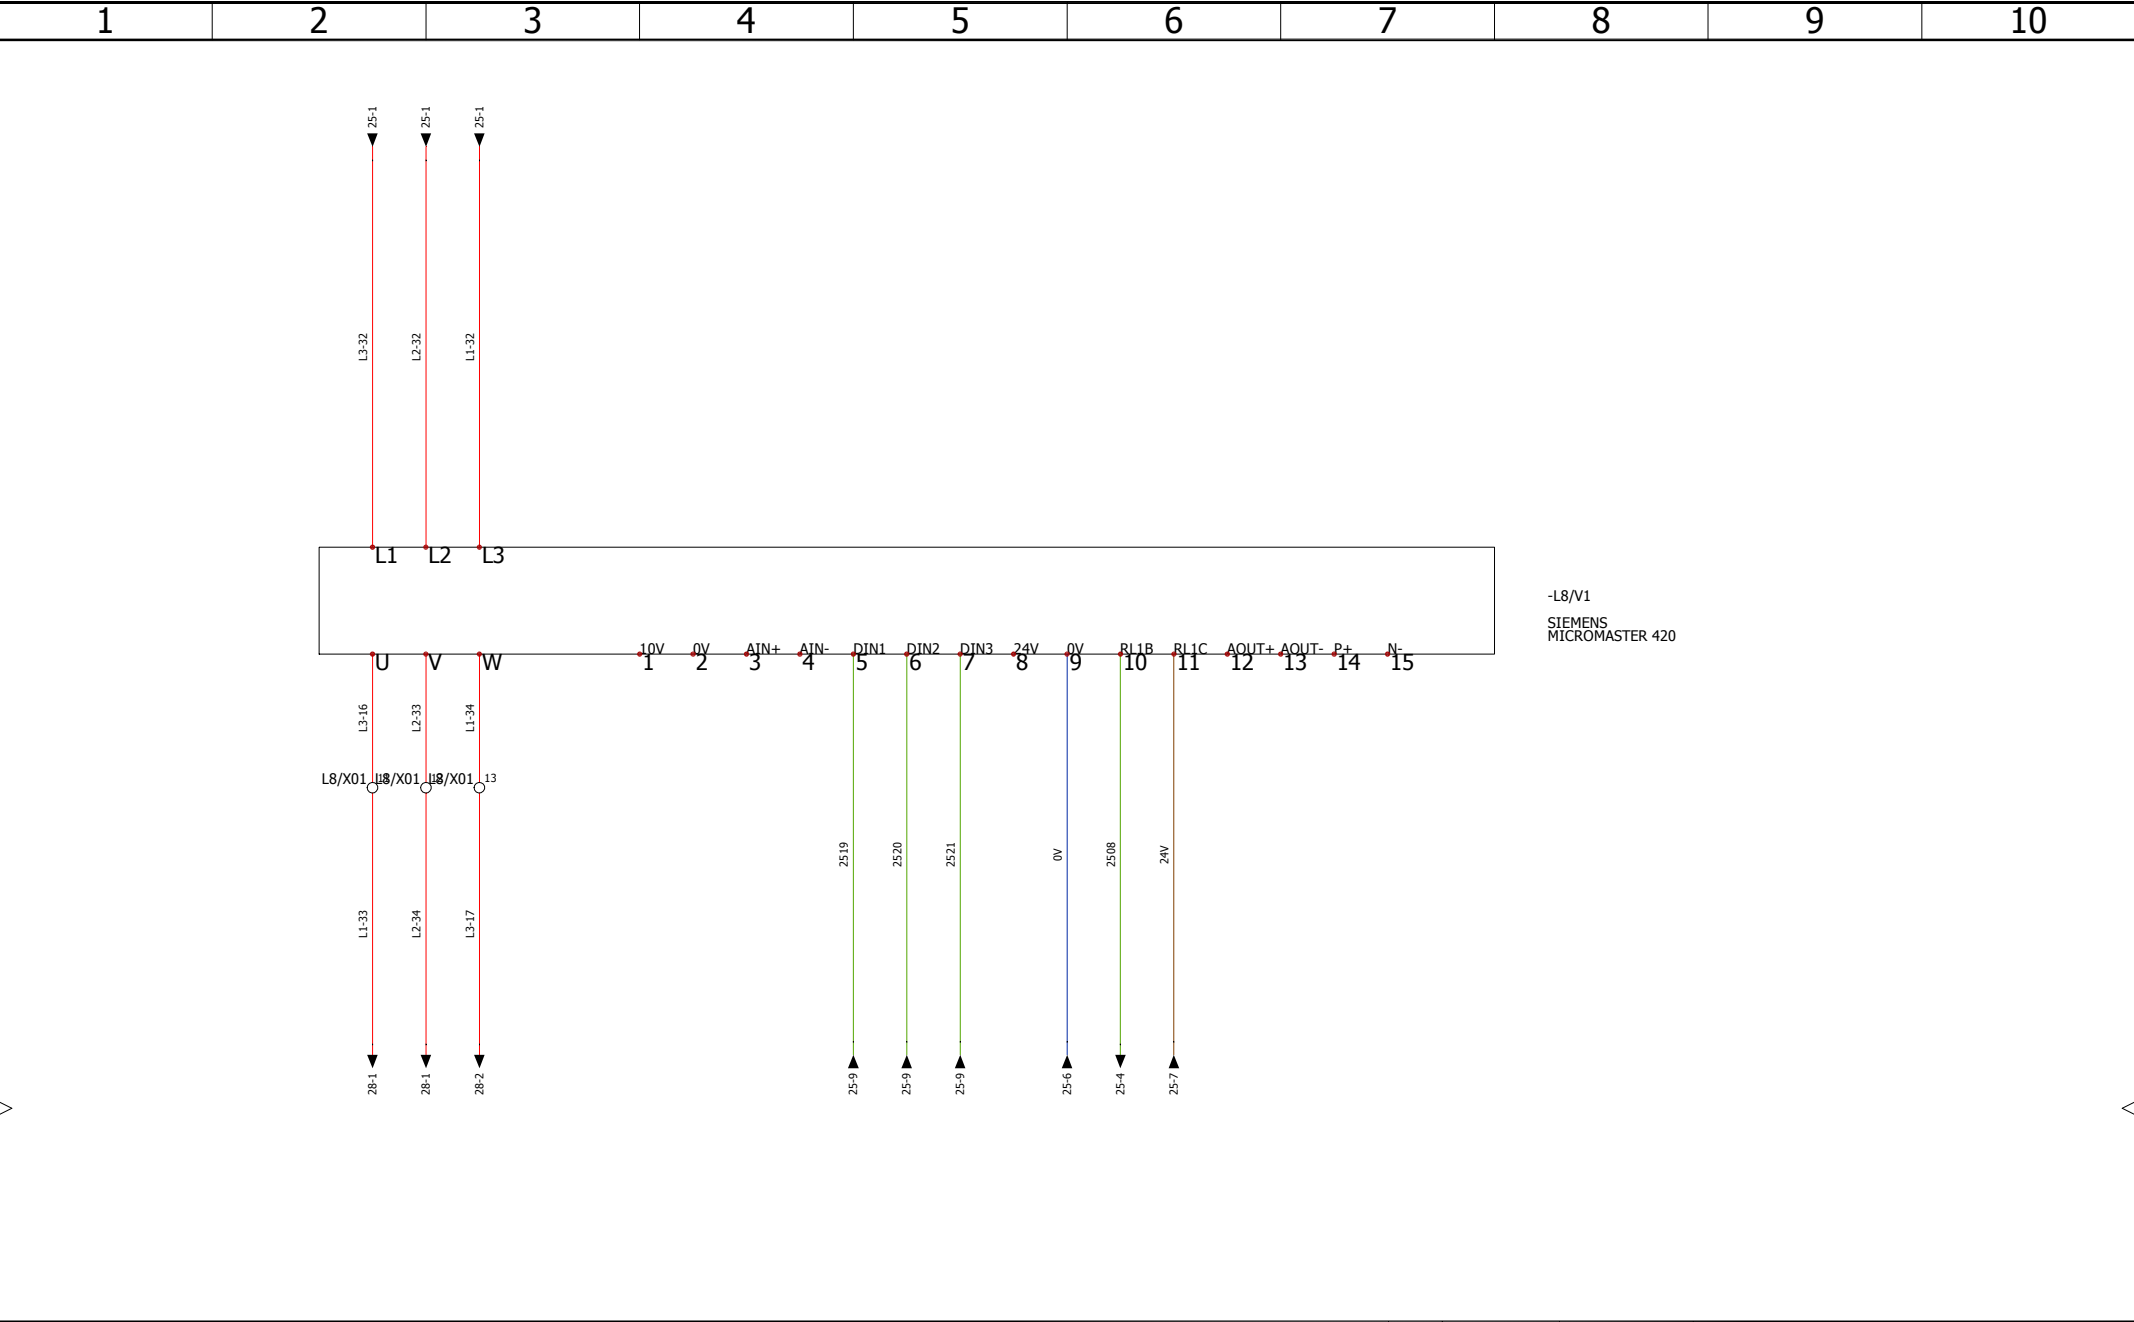 1 2 3 4 5 6 7 8 9 10
25-1 25-1 25-1
L3-32 L2-32 L1-32
L1 L2 L3
-L8/V1
SIEMENS
MICROMASTER 420
10V 0V AIN+ AIN- DIN1 DIN2 DIN3 24V 0V RL1B RL1C AOUT+ AOUT- P+ N-
U V W 1 2 3 4 5 6 7 8 9 10 11 12 13 14 15
L3-16 L2-33 L1-34
L8/X01 L8/X01 L8/X01 13
2519 2520 2521 0V 2508 24V
L1-33 L2-34 L3-17
28-1 28-1 28-2 25-9 25-9 25-9 25-6 25-4 25-7